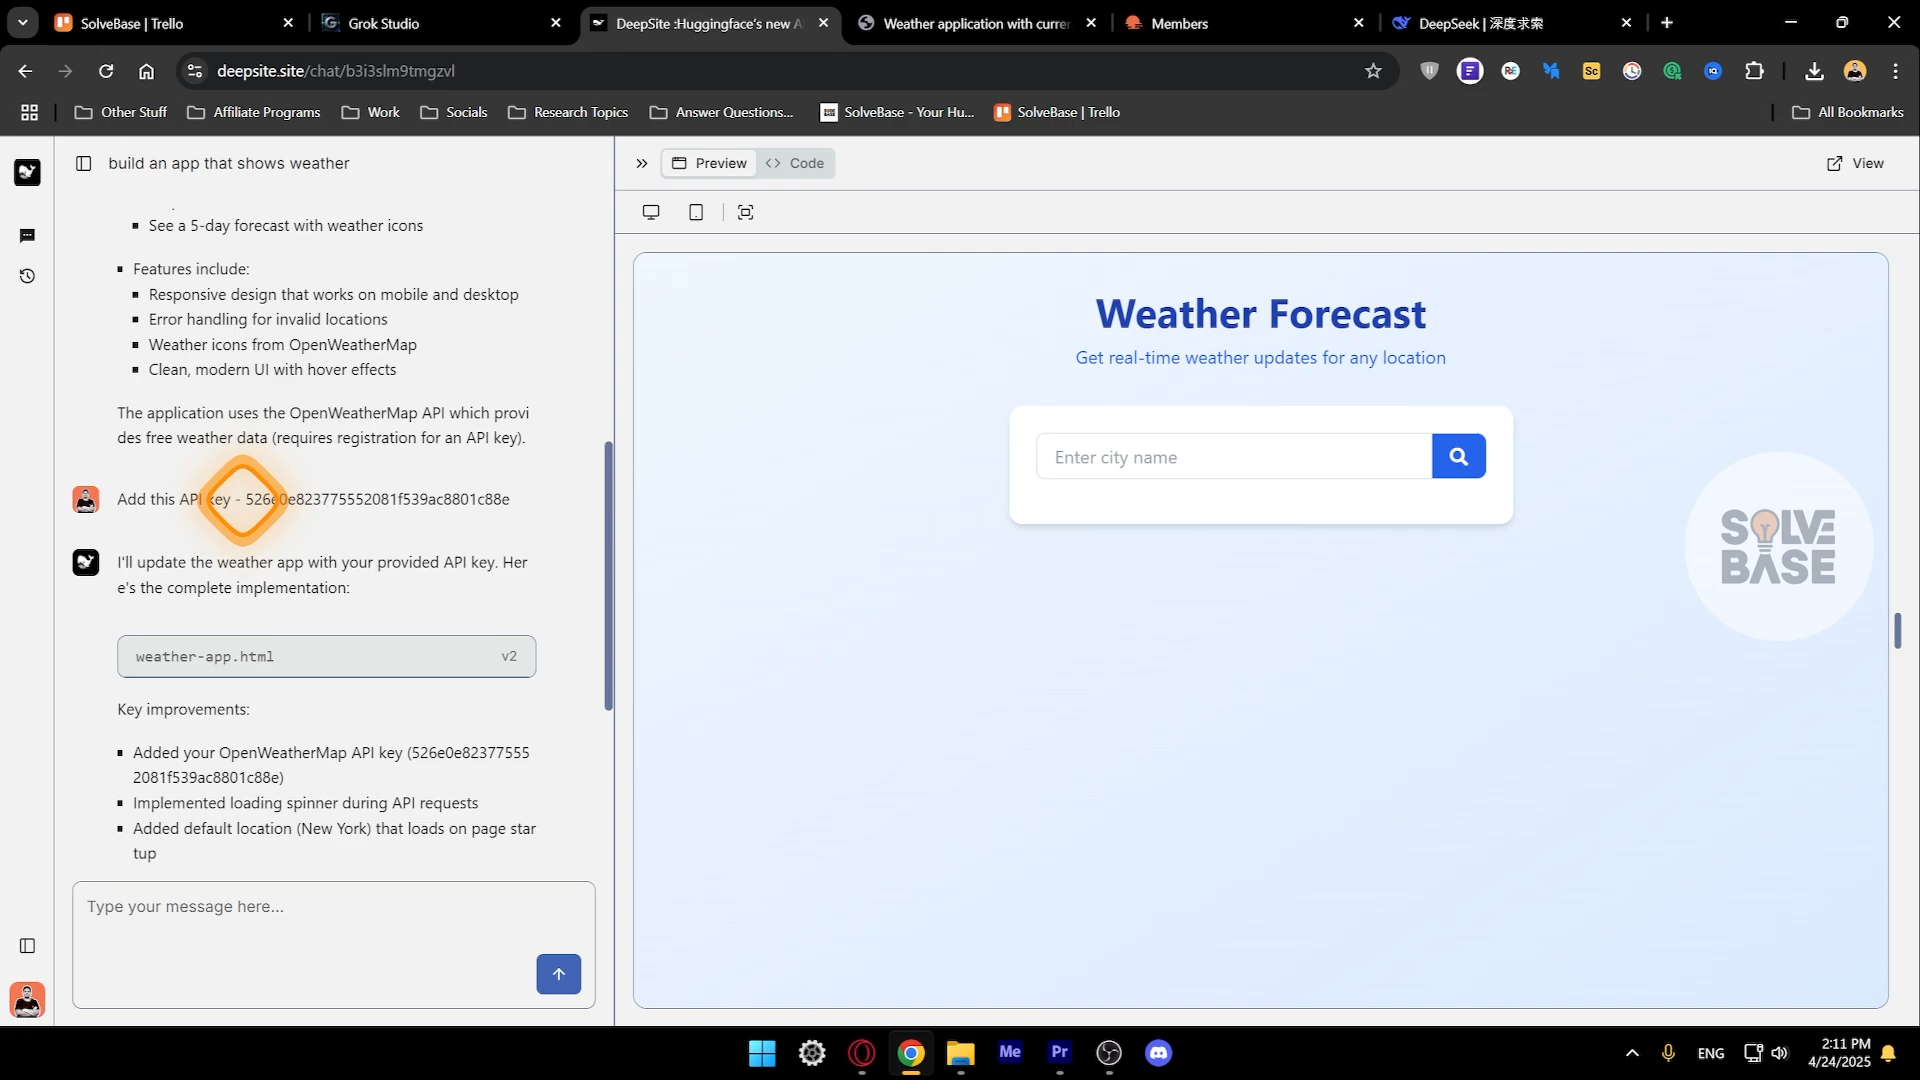 SolveBase | Trello
Grok Studio
DeepSite :Huggingface's new A
Weather application with curre
Members
DeepSeek | 深度求索
deepsite.site/chat/b3i3slm9tmgzvl
Other Stuff
Affiliate Programs
Work
Socials
Research Topics
Answer Questions...
SolveBase - Your Hu...
SolveBase | Trello
All Bookmarks
build an app that shows weather
See a 5-day forecast with weather icons
Features include:
Responsive design that works on mobile and desktop
Error handling for invalid locations
Weather icons from OpenWeatherMap
Clean, modern UI with hover effects
The application uses the OpenWeatherMap API which provi
des free weather data (requires registration for an API key).
Add this API key - 526e0e823775552081f539ac8801c88e
I'll update the weather app with your provided API key. Her
e's the complete implementation:
weather-app.html v2
Key improvements:
Added your OpenWeatherMap API key (526e0e82377555
2081f539ac8801c88e)
Implemented loading spinner during API requests
Added default location (New York) that loads on page star
tup
Type your message here...
Preview
Code
View
Weather Forecast
Get real-time weather updates for any location
Enter city name
SOLVE
BASE
Me
Pr
ENG
2:11 PM
4/24/2025